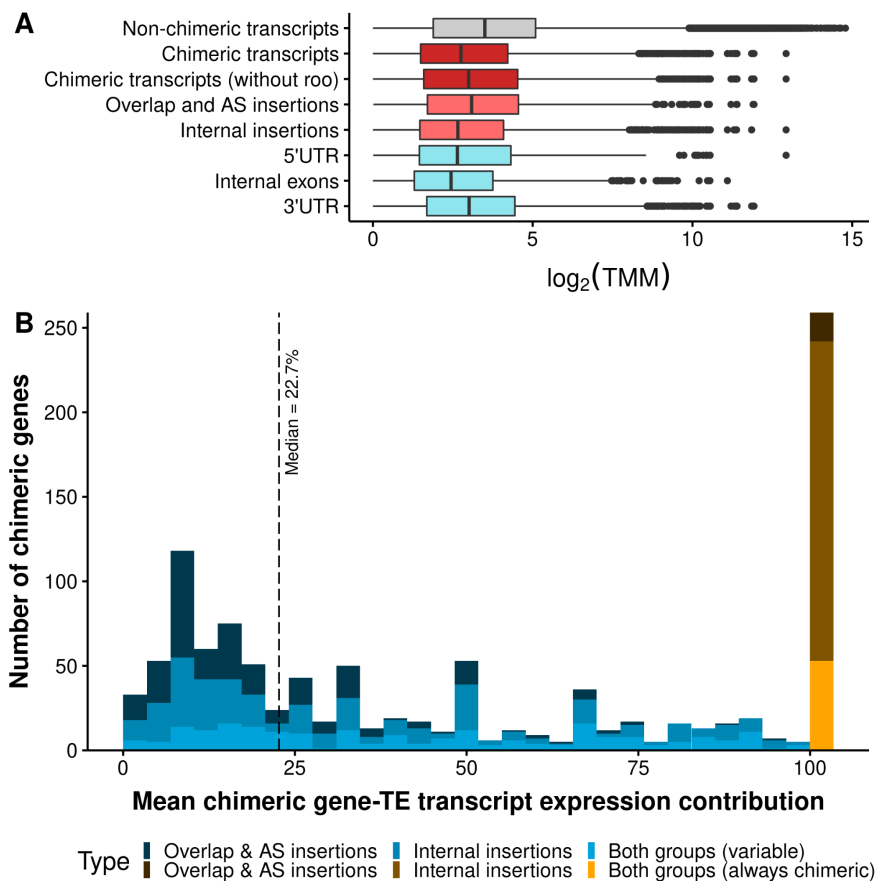 A
Non-chimeric transcripts
Chimeric transcripts
Chimeric transcripts (without roo)
Overlap and AS insertions
Internal insertions
5'UTR
Internal exons
3'UTR
0 5 10 15
log2(TMM)
B
Number of chimeric genes
250
200
150
100
50
0
Median = 22.7%
0 25 50 75 100
Mean chimeric gene-TE transcript expression contribution
Type
Overlap & AS insertions Internal insertions Both groups (variable)
Overlap & AS insertions Internal insertions Both groups (always chimeric)